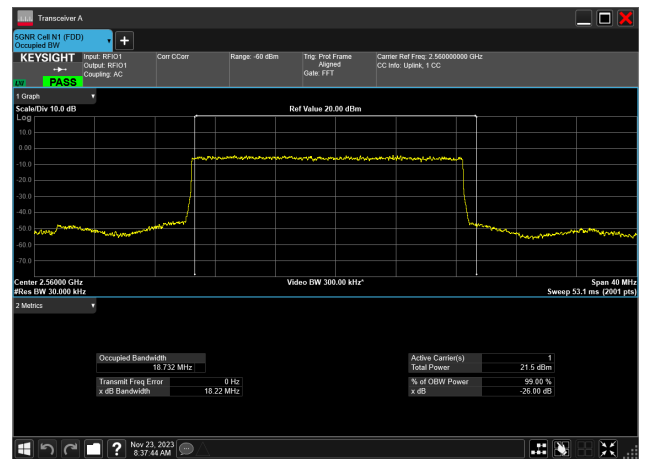 Transceiver A
5GNR Cell N1 (FDD)
Occupied BW
KEYSIGHT
LXI
PASS
Input: RFIO1
Output: RFIO1
Coupling: AC
Corr CCorr
Range: -60 dBm
Trig: Prot Frame
Aligned
Gate: FFT
Carrier Ref Freq: 2.560000000 GHz
CC Info: Uplink, 1 CC
1 Graph
Scale/Div 10.0 dB
Ref Value 20.00 dBm
Log
10.0
0.00
-10.0
-20.0
-30.0
-40.0
-50.0
-60.0
-70.0
Center 2.56000 GHz
Video BW 300.00 kHz*
Span 40 MHz
#Res BW 30.000 kHz
Sweep 53.1 ms (2001 pts)
2 Metrics
Occupied Bandwidth
18.732 MHz
Active Carrier(s) 1
Total Power 21.5 dBm
Transmit Freq Error 0 Hz
x dB Bandwidth 18.22 MHz
% of OBW Power 99.00 %
x dB -26.00 dB
?
Nov 23, 2023
8:37:44 AM